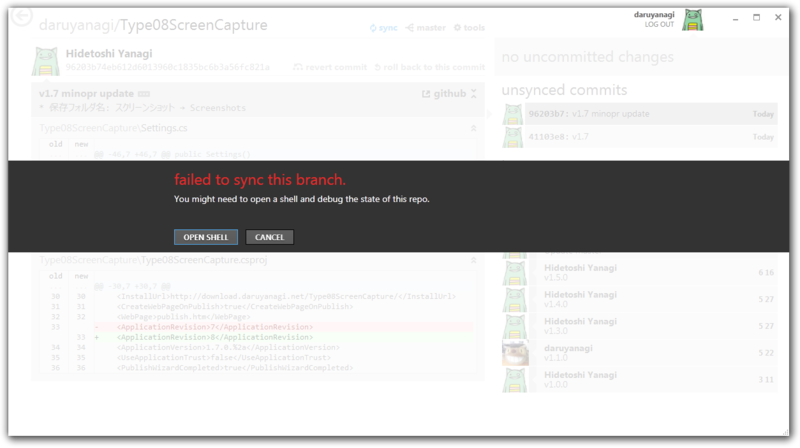 daruyanagi/Type08ScreenCapture
sync
master
tools
daruyanagi
LOG OUT
Hidetoshi Yanagi
revert commit
roll back to this commit
no uncommitted changes
v1.7 minopr update
github
* 保存フォルダ名: スクリーンショット → Screenshots
unsynced commits
96203b7: v1.7 minopr update
Today
41103e8: v1.7
Today
Type08ScreenCapture\Settings.cs
old new
failed to sync this branch.
You might need to open a shell and debug the state of this repo.
OPEN SHELL
CANCEL
Type08ScreenCapture\Type08ScreenCapture.csproj
old new
@@ -30,7 +30,7 @@
30 30 <InstallUrl>http://download.daruyanagi.net/Type08ScreenCapture/</InstallUrl>
31 31 <CreateWebPageOnPublish>true</CreateWebPageOnPublish>
32 32 <WebPage>publish.htm</WebPage>
33 - <ApplicationRevision>7</ApplicationRevision>
33 + <ApplicationRevision>8</ApplicationRevision>
34 34 <ApplicationVersion>1.7.0.%2a</ApplicationVersion>
35 35 <UseApplicationTrust>false</UseApplicationTrust>
36 36 <PublishWizardCompleted>true</PublishWizardCompleted>
v1.6.0
Hidetoshi Yanagi
v1.5.0
6 16
Hidetoshi Yanagi
v1.4.0
5 27
Hidetoshi Yanagi
v1.3.0
5 27
daruyanagi
v1.1.0
5 22
Hidetoshi Yanagi
v1.0.0
3 11